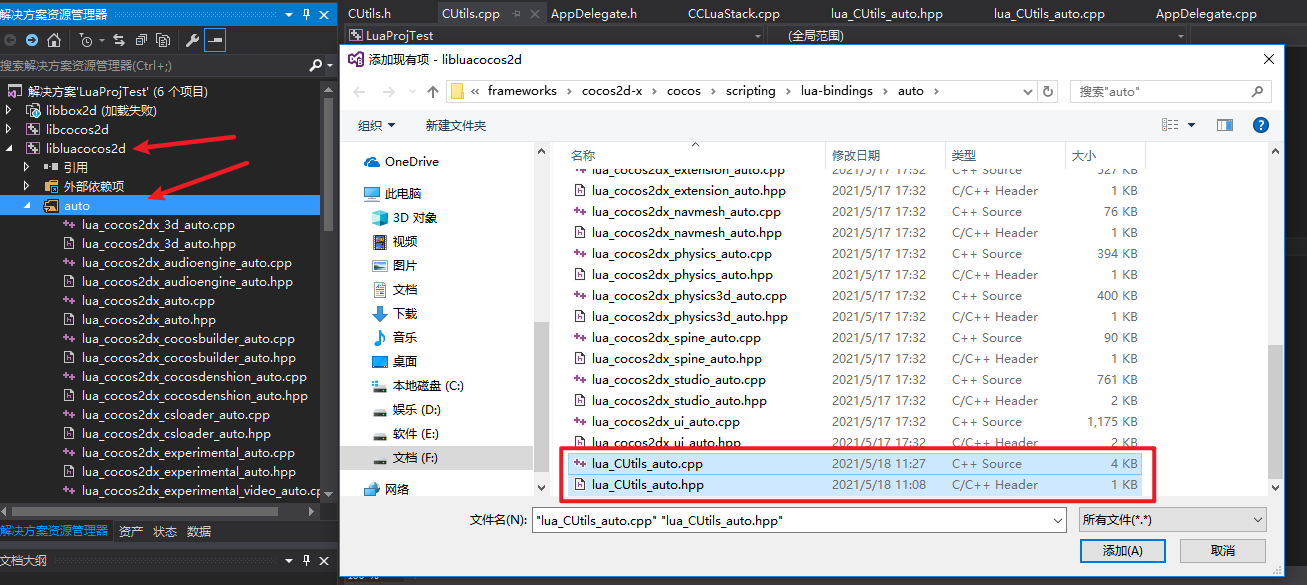 解决方案资源管理器
CUtils.h
CUtils.cpp
AppDelegate.h
CCLuaStack.cpp
lua_CUtils_auto.hpp
lua_CUtils_auto.cpp
AppDelegate.cpp
LuaProjTest
(全局范围)
搜索解决方案资源管理器(Ctrl+;)
解决方案'LuaProjTest' (6 个项目)
libbox2d (加载失败)
libcocos2d
libluacocos2d
引用
外部依赖项
auto
lua_cocos2dx_3d_auto.cpp
lua_cocos2dx_3d_auto.hpp
lua_cocos2dx_audioengine_auto.cpp
lua_cocos2dx_audioengine_auto.hpp
lua_cocos2dx_auto.cpp
lua_cocos2dx_auto.hpp
lua_cocos2dx_cocosbuilder_auto.cpp
lua_cocos2dx_cocosbuilder_auto.hpp
lua_cocos2dx_cocosdenshion_auto.cpp
lua_cocos2dx_cocosdenshion_auto.hpp
lua_cocos2dx_csloader_auto.cpp
lua_cocos2dx_csloader_auto.hpp
lua_cocos2dx_experimental_auto.cpp
lua_cocos2dx_experimental_auto.hpp
lua_cocos2dx_experimental_video_auto.cp
解决方案资源管理器 资产 状态 数据
文档大纲
添加现有项 - libluacocos2d
« frameworks › cocos2d-x › cocos › scripting › lua-bindings › auto ›
搜索"auto"
组织 新建文件夹
OneDrive
此电脑
3D 对象
视频
图片
文档
下载
音乐
桌面
本地磁盘 (C:)
娱乐 (D:)
软件 (E:)
文档 (F:)
网络
名称 修改日期 类型 大小
lua_cocos2dx_extension_auto.cpp 2021/5/17 17:32 C++ Source 527 KB
lua_cocos2dx_extension_auto.hpp 2021/5/17 17:32 C/C++ Header 1 KB
lua_cocos2dx_navmesh_auto.cpp 2021/5/17 17:32 C++ Source 76 KB
lua_cocos2dx_navmesh_auto.hpp 2021/5/17 17:32 C/C++ Header 1 KB
lua_cocos2dx_physics_auto.cpp 2021/5/17 17:32 C++ Source 394 KB
lua_cocos2dx_physics_auto.hpp 2021/5/17 17:32 C/C++ Header 1 KB
lua_cocos2dx_physics3d_auto.cpp 2021/5/17 17:32 C++ Source 400 KB
lua_cocos2dx_physics3d_auto.hpp 2021/5/17 17:32 C/C++ Header 1 KB
lua_cocos2dx_spine_auto.cpp 2021/5/17 17:32 C++ Source 90 KB
lua_cocos2dx_spine_auto.hpp 2021/5/17 17:32 C/C++ Header 1 KB
lua_cocos2dx_studio_auto.cpp 2021/5/17 17:32 C++ Source 761 KB
lua_cocos2dx_studio_auto.hpp 2021/5/17 17:32 C/C++ Header 2 KB
lua_cocos2dx_ui_auto.cpp 2021/5/17 17:32 C++ Source 1,175 KB
lua_cocos2dx_ui_auto.hpp 2021/5/17 17:32 C/C++ Header 2 KB
lua_CUtils_auto.cpp 2021/5/18 11:27 C++ Source 4 KB
lua_CUtils_auto.hpp 2021/5/18 11:08 C/C++ Header 1 KB
文件名(N): "lua_CUtils_auto.cpp" "lua_CUtils_auto.hpp"
所有文件(*.*)
添加(A) 取消